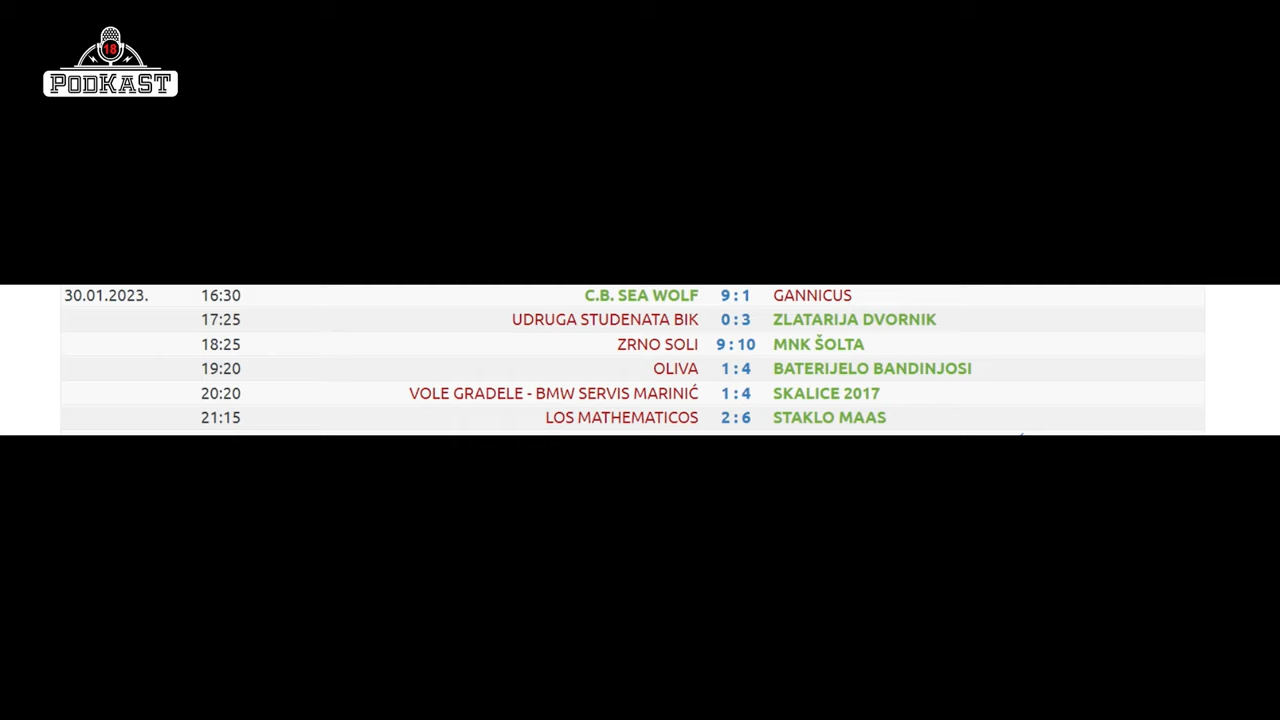 18
PODKAST
30.01.2023. 16:30 C.B. SEA WOLF 9 : 1 GANNICUS
17:25 UDRUGA STUDENATA BIK 0 : 3 ZLATARIJA DVORNIK
18:25 ZRNO SOLI 9 : 10 MNK ŠOLTA
19:20 OLIVA 1 : 4 BATERIJELO BANDINJOSI
20:20 VOLE GRADELE - BMW SERVIS MARINIĆ 1 : 4 SKALICE 2017
21:15 LOS MATHEMATICOS 2 : 6 STAKLO MAAS